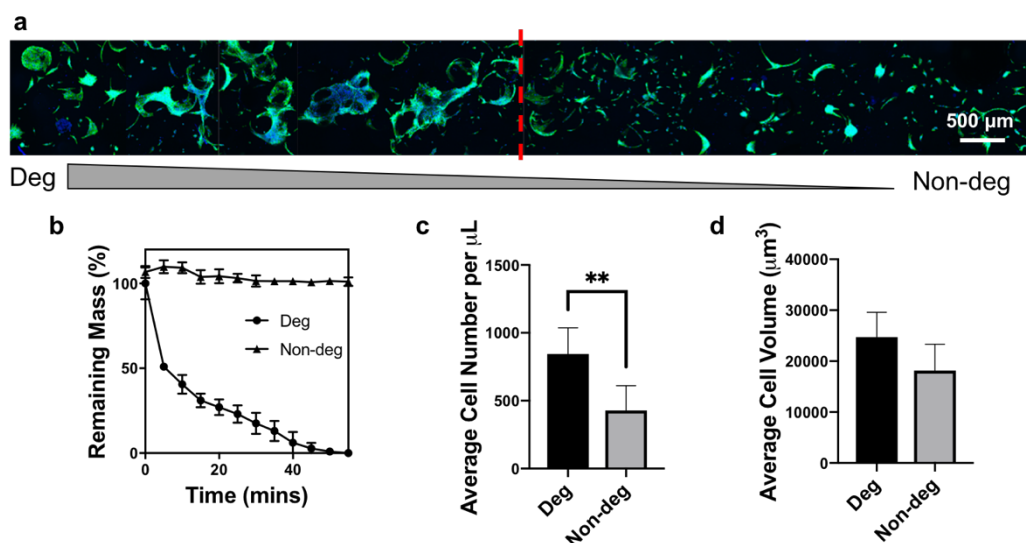 a
500 μm
Deg
Non-deg
b
Remaining Mass (%)
100
50
0
0
20
40
Time (mins)
Deg
Non-deg
c
Average Cell Number per μL
1500
1000
500
0
**
Deg
Non-deg
d
Average Cell Volume (μm³)
40000
30000
20000
10000
0
Deg
Non-deg